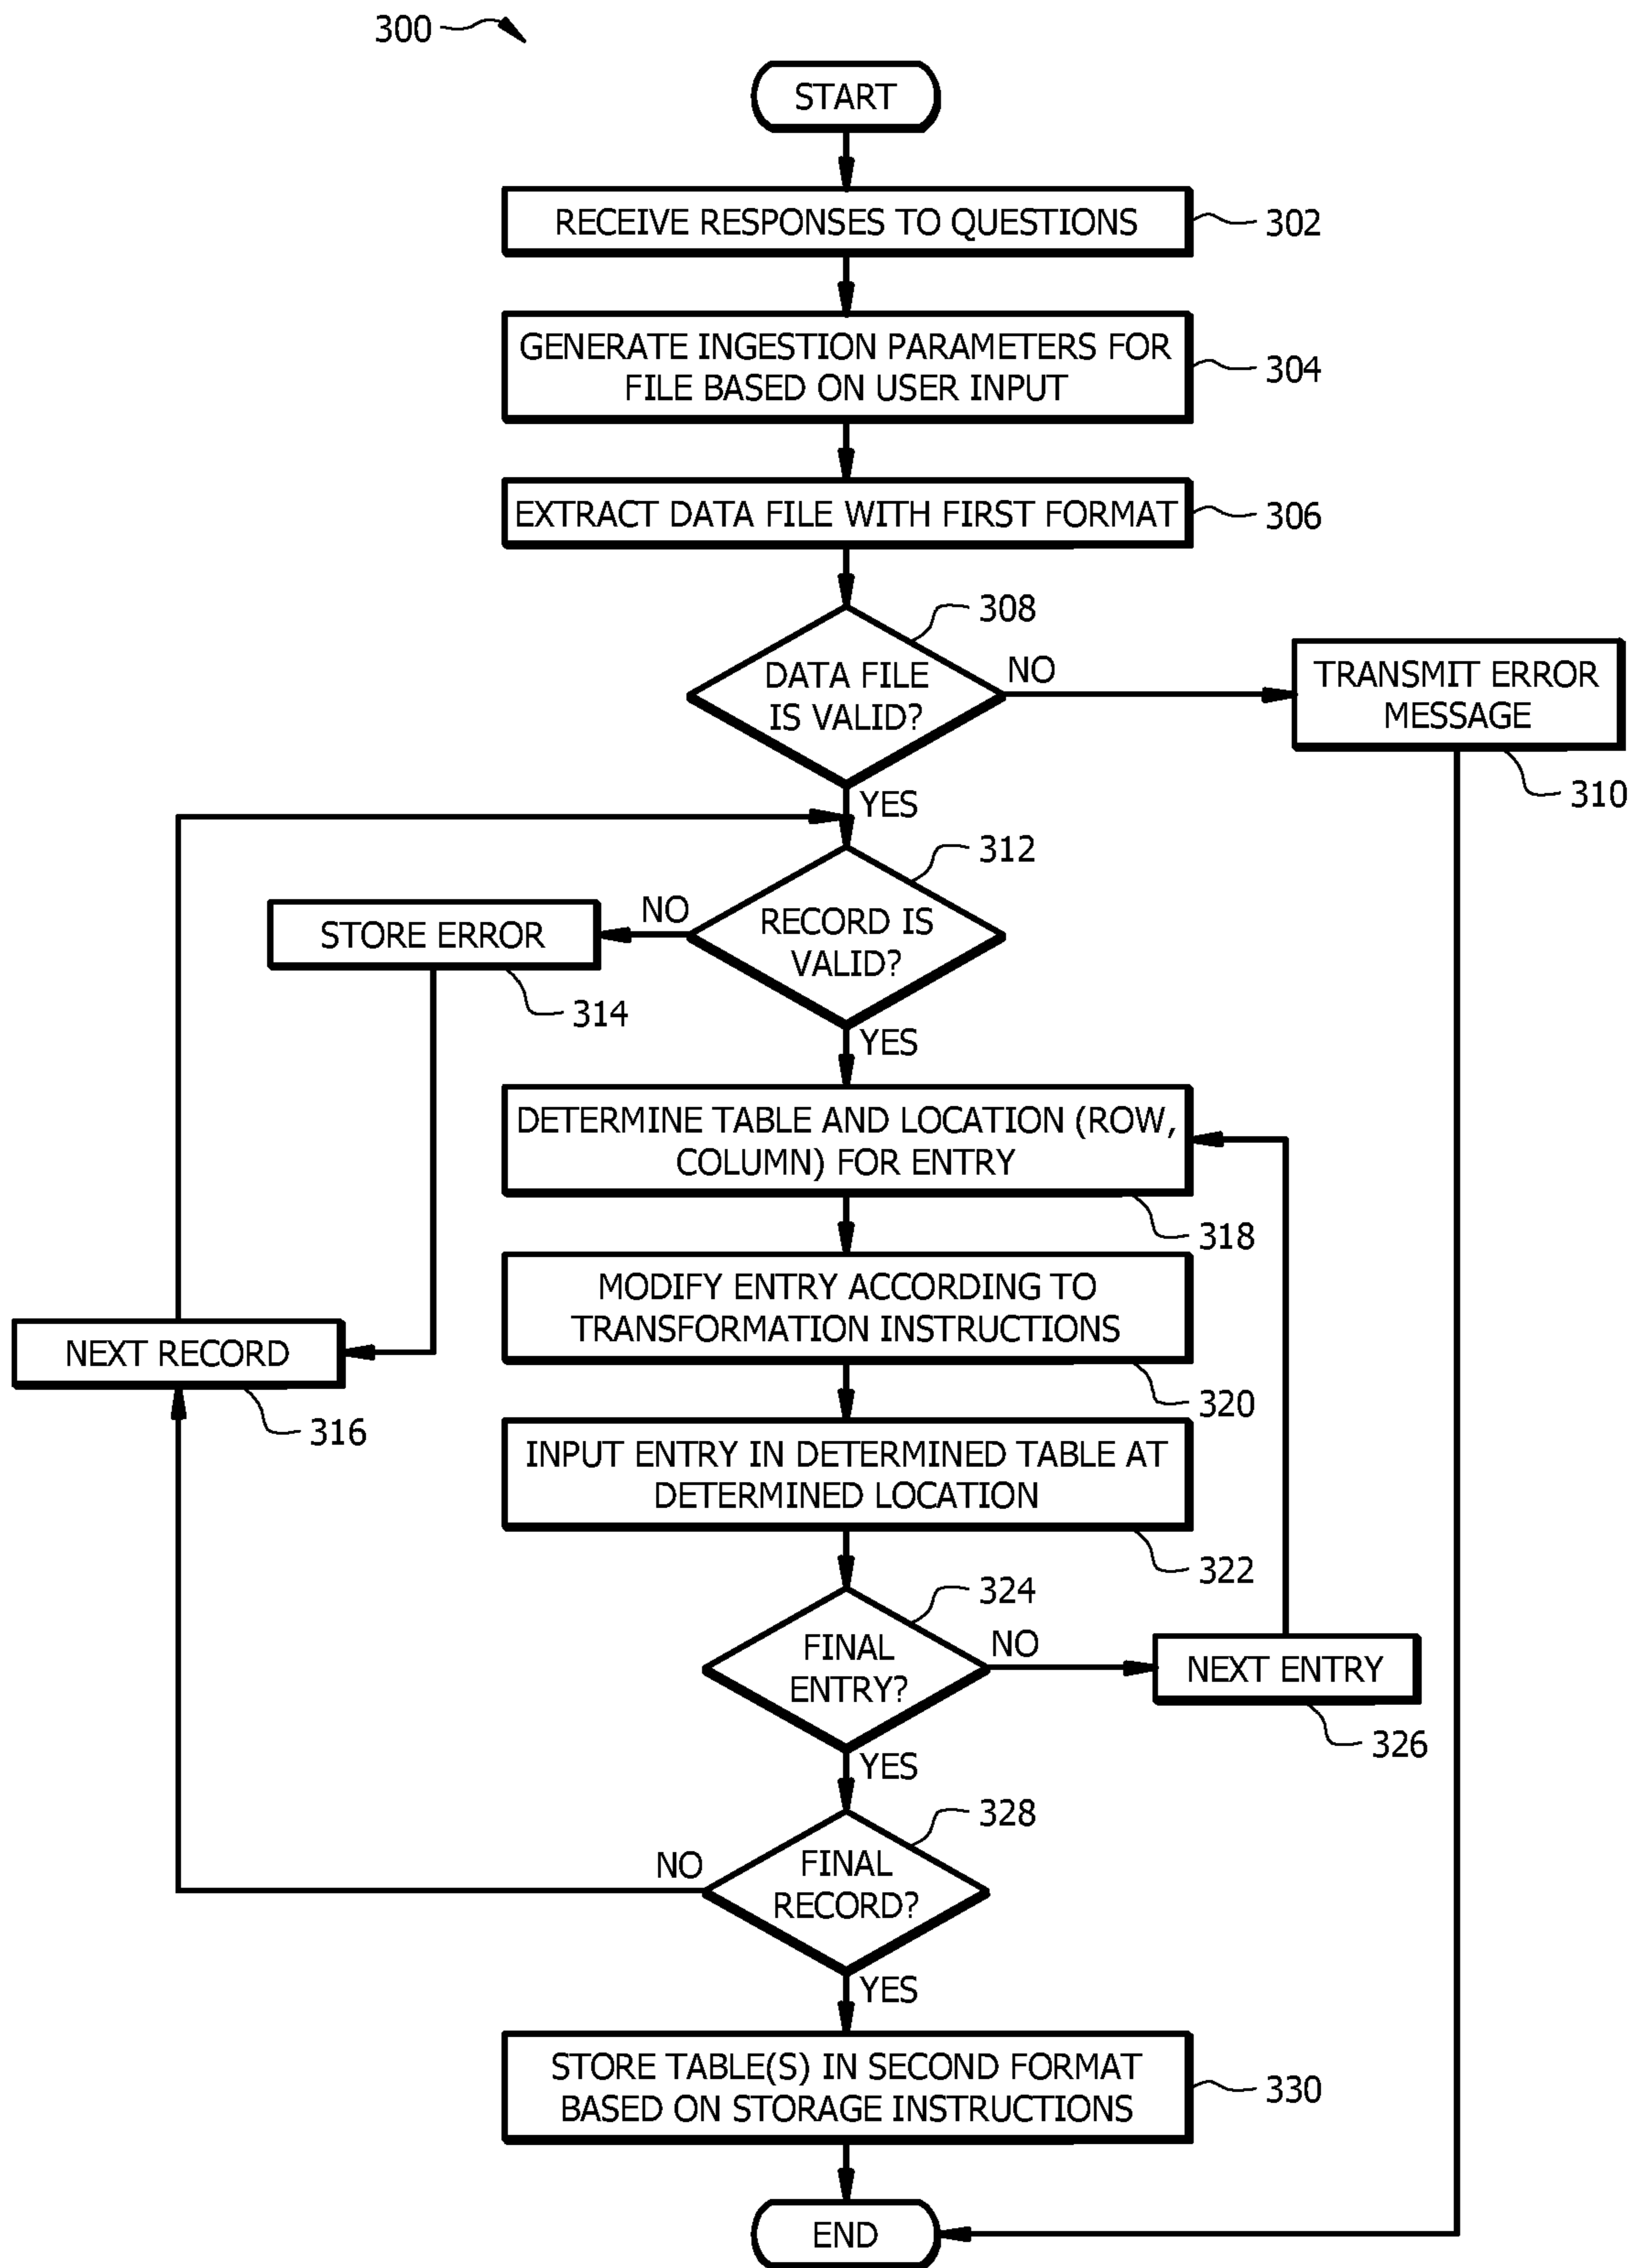 300
START
RECEIVE RESPONSES TO QUESTIONS
302
GENERATE INGESTION PARAMETERS FOR
FILE BASED ON USER INPUT
304
EXTRACT DATA FILE WITH FIRST FORMAT
306
308
DATA FILE
IS VALID?
NO
TRANSMIT ERROR
MESSAGE
310
YES
312
RECORD IS
VALID?
NO
STORE ERROR
314
YES
DETERMINE TABLE AND LOCATION (ROW,
COLUMN) FOR ENTRY
318
MODIFY ENTRY ACCORDING TO
TRANSFORMATION INSTRUCTIONS
320
NEXT RECORD
316
INPUT ENTRY IN DETERMINED TABLE AT
DETERMINED LOCATION
322
324
FINAL
ENTRY?
NO
NEXT ENTRY
326
YES
328
FINAL
RECORD?
NO
YES
STORE TABLE(S) IN SECOND FORMAT
BASED ON STORAGE INSTRUCTIONS
330
END